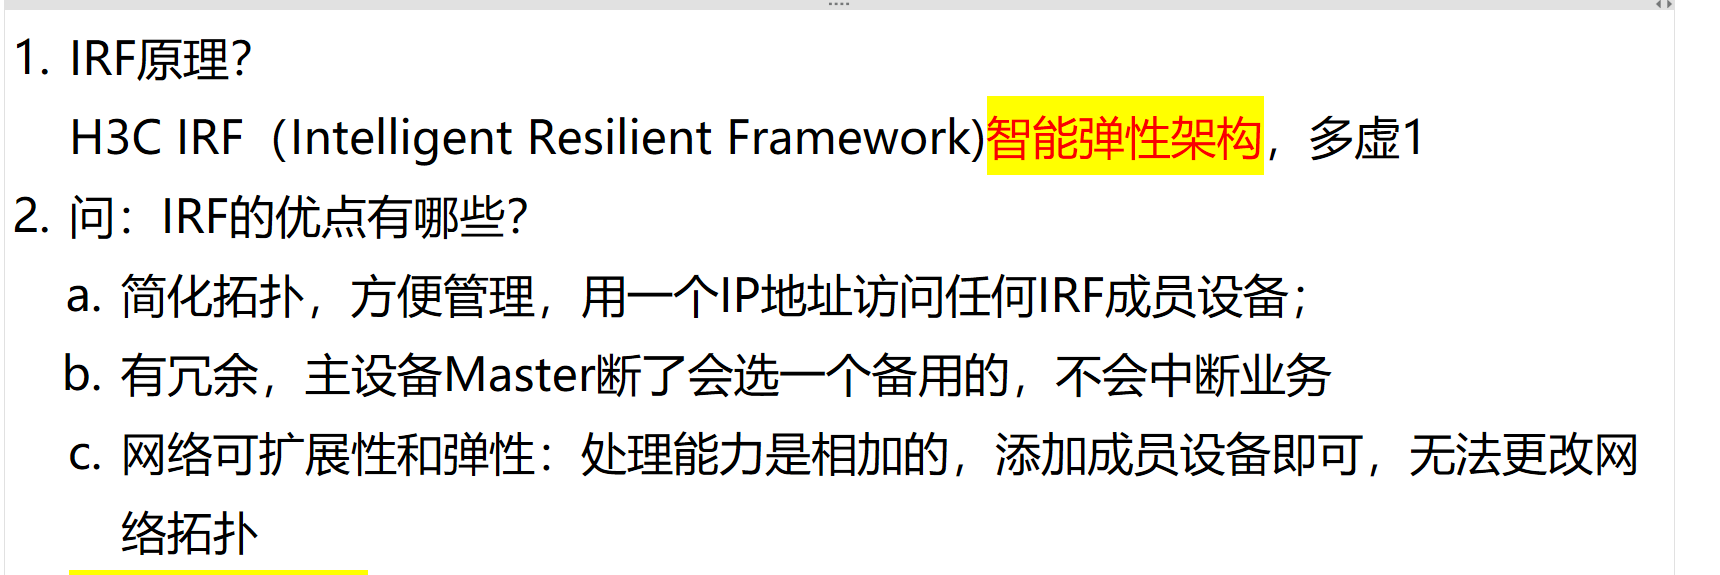 1. IRF原理？
H3C IRF（Intelligent Resilient Framework)智能弹性架构，多虚1
2. 问：IRF的优点有哪些？
a. 简化拓扑，方便管理，用一个IP地址访问任何IRF成员设备；
b. 有冗余，主设备Master断了会选一个备用的，不会中断业务
c. 网络可扩展性和弹性：处理能力是相加的，添加成员设备即可，无法更改网
络拓扑